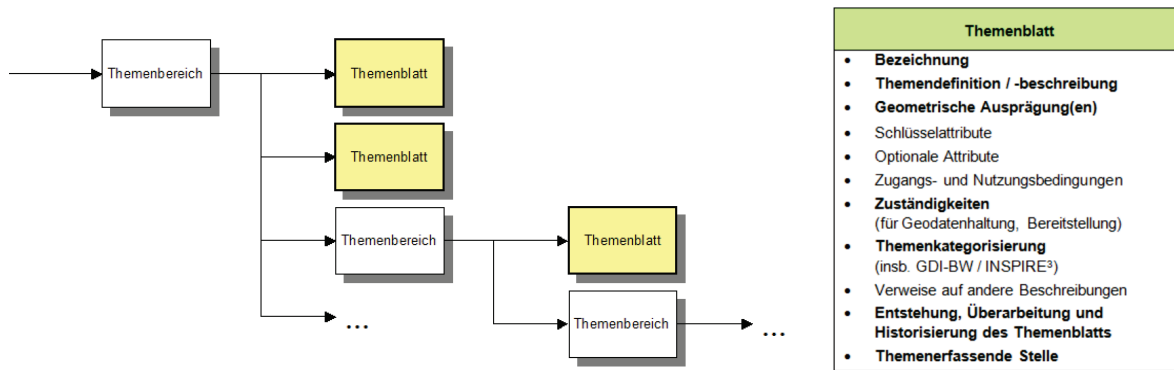 Themenbereich
Themenblatt
Themenblatt
Themenbereich
Themenblatt
...
Themenbereich
...
Themenblatt
• Bezeichnung
• Themendefinition / -beschreibung
• Geometrische Ausprägung(en)
• Schlüsselattribute
• Optionale Attribute
• Zugangs- und Nutzungsbedingungen
• Zuständigkeiten
(für Geodatenhaltung, Bereitstellung)
• Themenkategorisierung
(insb. GDI-BW / INSPIRE³)
• Verweise auf andere Beschreibungen
• Entstehung, Überarbeitung und
Historisierung des Themenblatts
• Themenerfassende Stelle